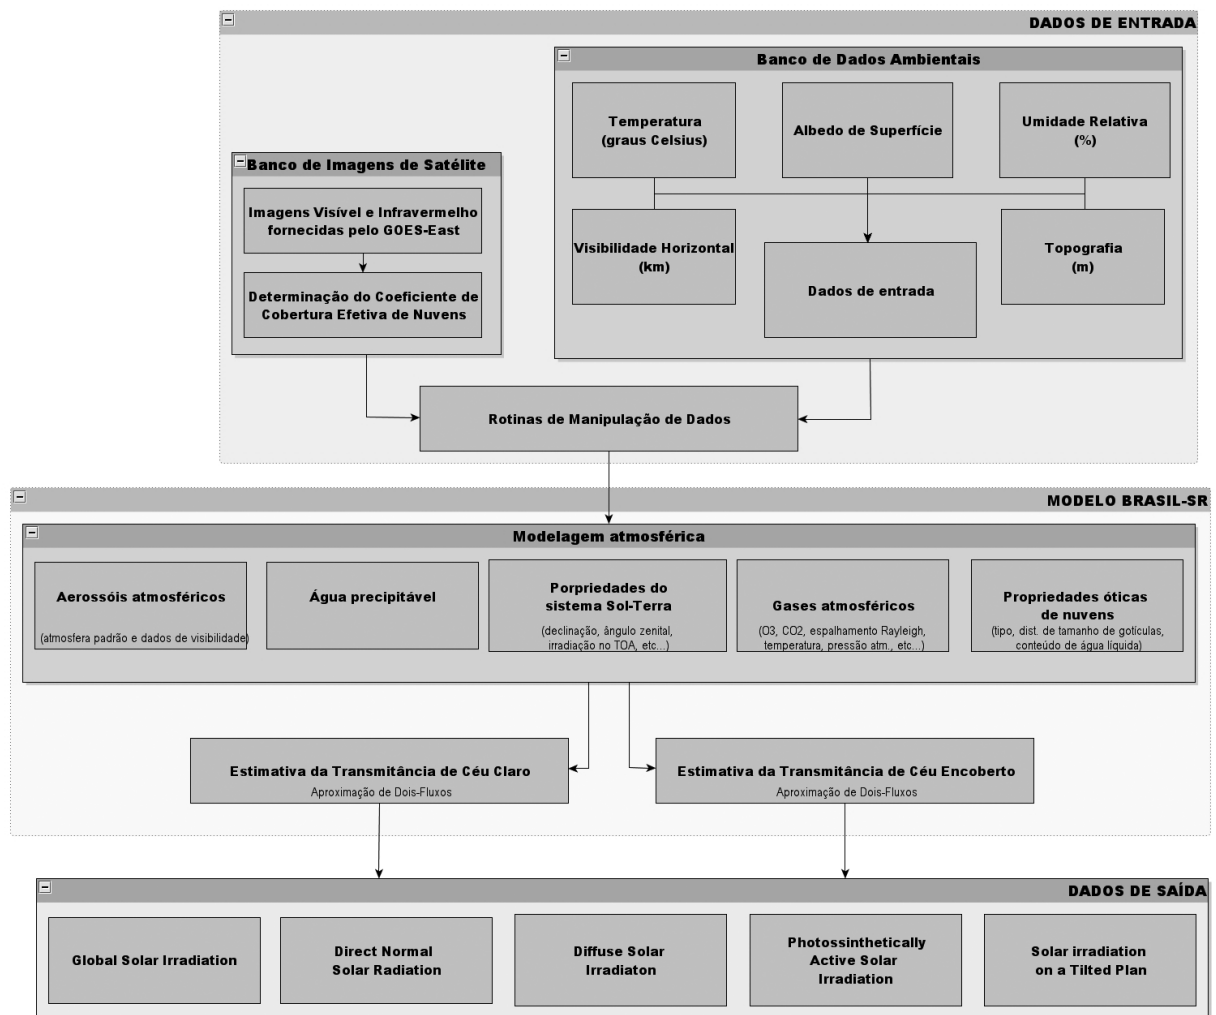 DADOS DE ENTRADA
Banco de Dados Ambientais
Temperatura
(graus Celsius)
Albedo de Superfície
Umidade Relativa
(%)
Banco de Imagens de Satélite
Imagens Visível e Infravermelho
fornecidas pelo GOES-East
Visibilidade Horizontal
(km)
Topografia
(m)
Dados de entrada
Determinação do Coeficiente de
Cobertura Efetiva de Nuvens
Rotinas de Manipulação de Dados
MODELO BRASIL-SR
Modelagem atmosférica
Aerossóis atmosféricos
(atmosfera padrão e dados de visibilidade)
Água precipitável
Porpriedades do
sistema Sol-Terra
(declinação, ângulo zenital,
irradiação no TOA, etc...)
Gases atmosféricos
(O3, CO2, espalhamento Rayleigh,
temperatura, pressão atm., etc...)
Propriedades óticas
de nuvens
(tipo, dist. de tamanho de gotículas,
conteúdo de água líquida)
Estimativa da Transmitância de Céu Claro
Aproximação de Dois-Fluxos
Estimativa da Transmitância de Céu Encoberto
Aproximação de Dois-Fluxos
DADOS DE SAÍDA
Global Solar Irradiation
Direct Normal
Solar Radiation
Diffuse Solar
Irradiaton
Photossinthetically
Active Solar
Irradiation
Solar irradiation
on a Tilted Plan